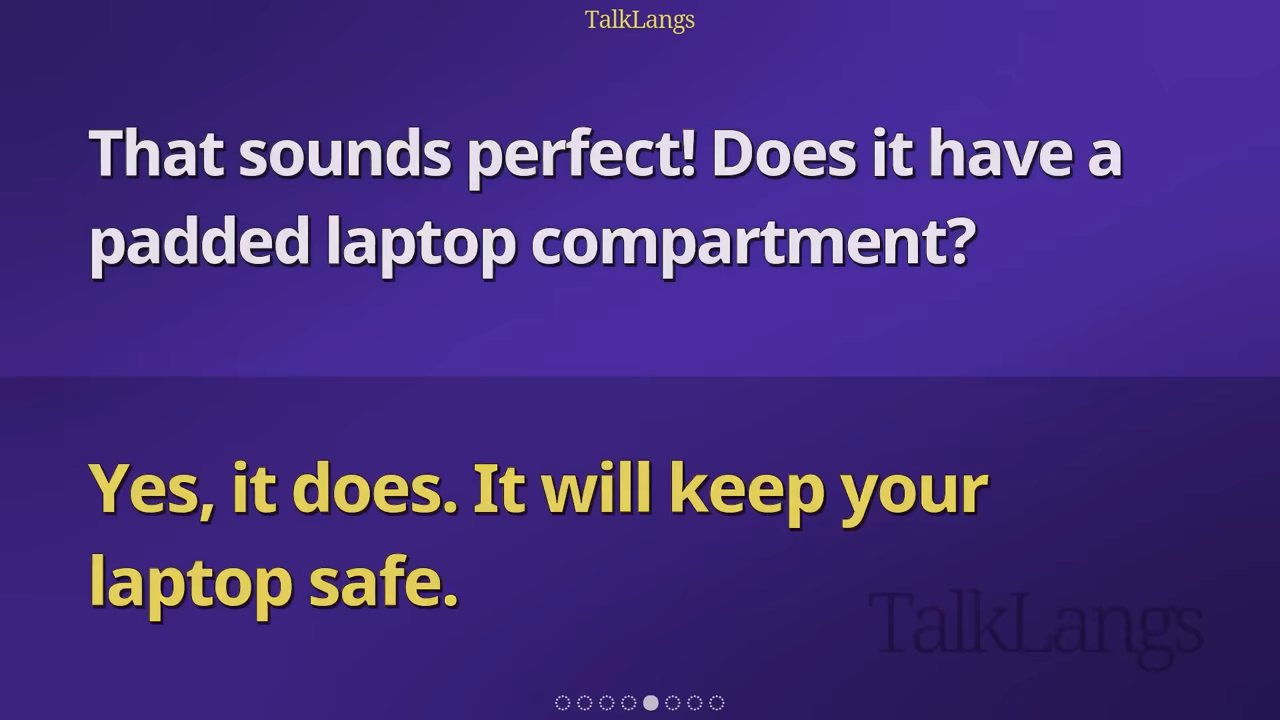 TalkLangs
That sounds perfect! Does it have a
padded laptop compartment?
Yes, it does. It will keep your
laptop safe.
TalkLangs